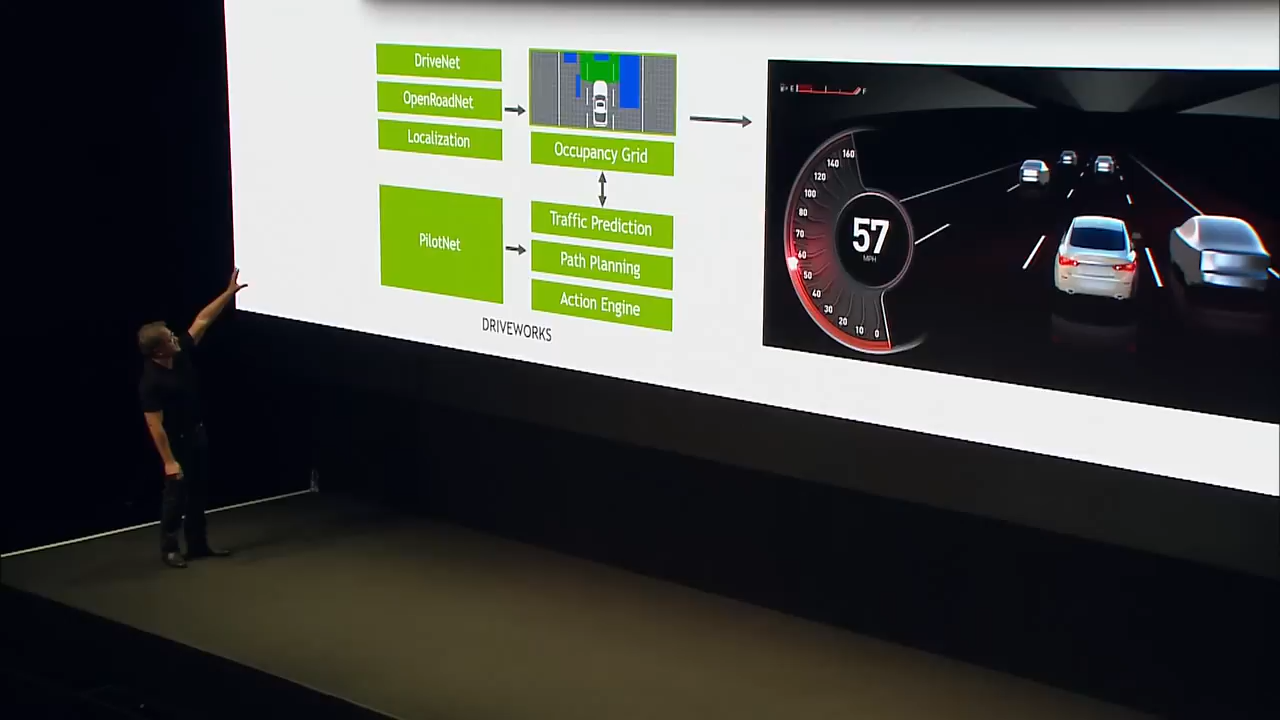 DriveNet
OpenRoadNet
Localization
Occupancy Grid
PilotNet
Traffic Prediction
Path Planning
Action Engine
DRIVEWORKS
E F
160
140
120
100
80
70
60
50
40
30
20
10
0
57
MPH